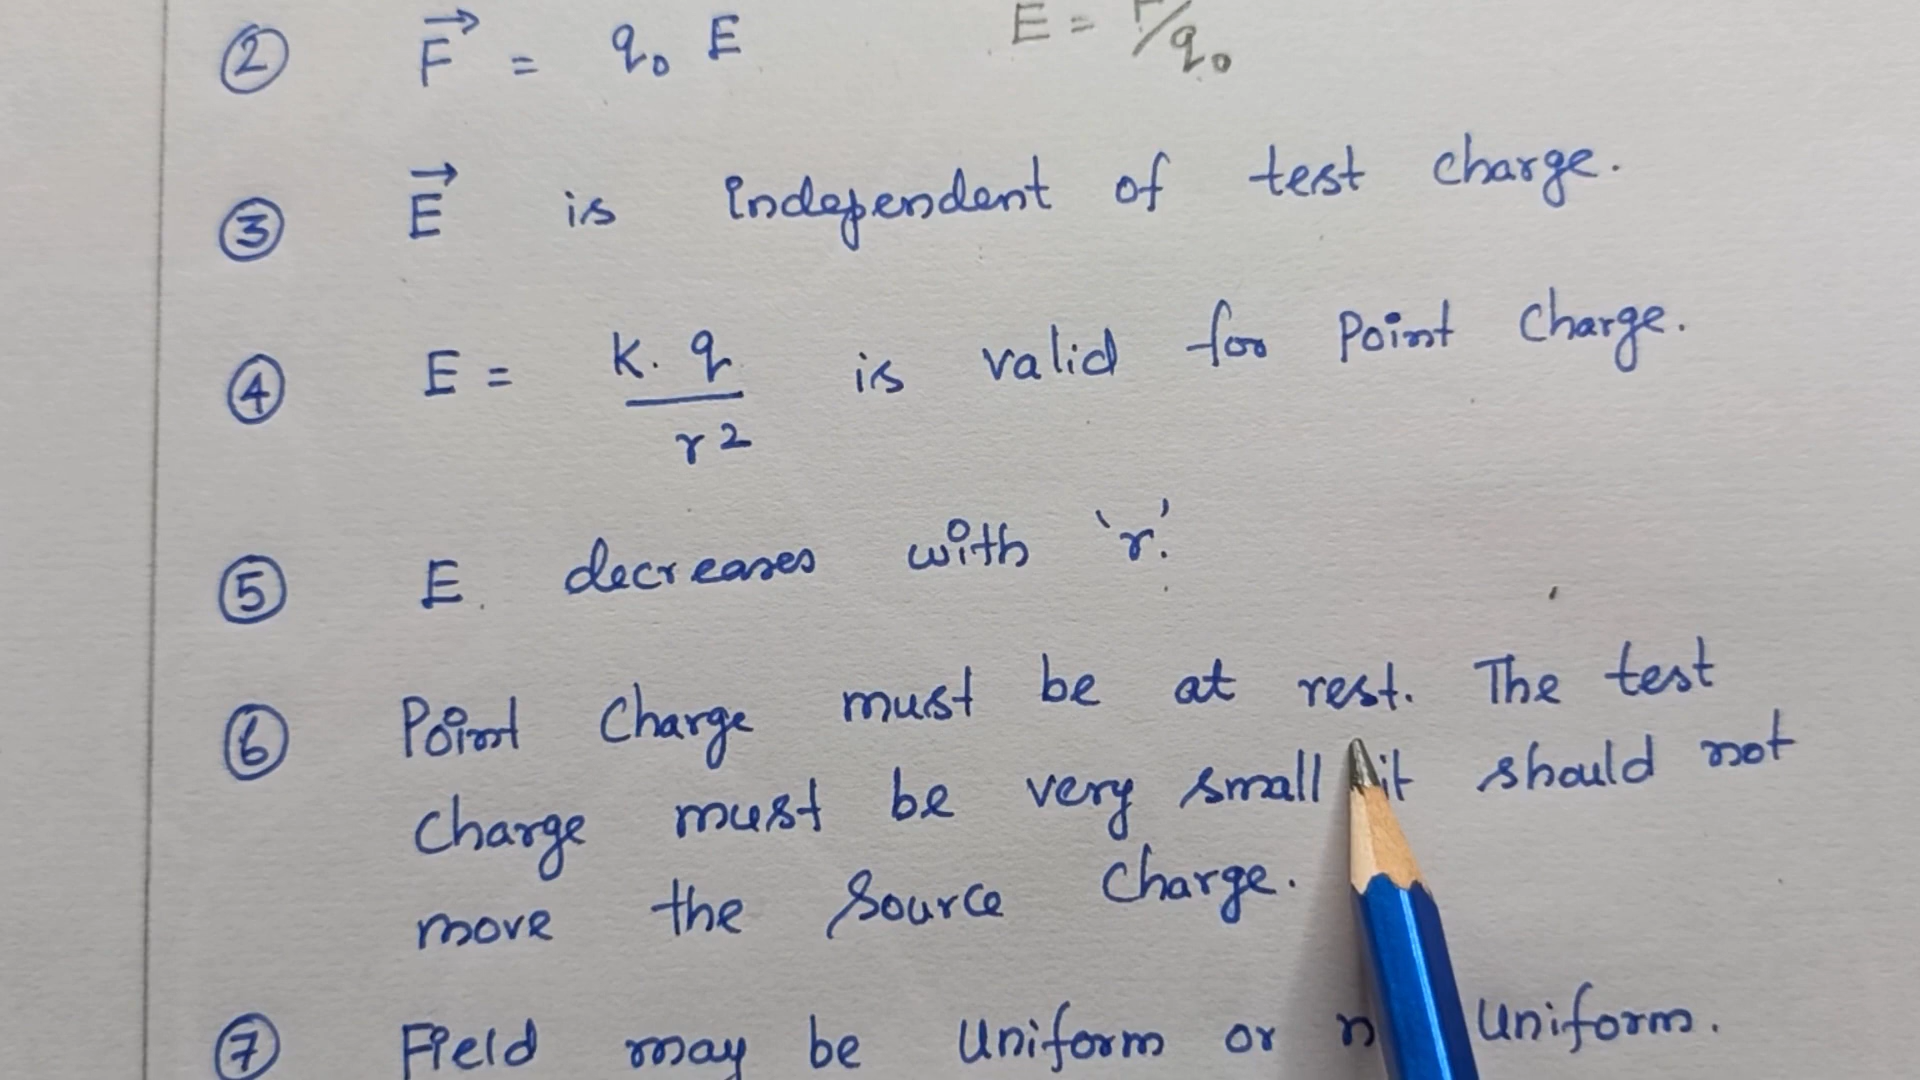 ② F⃗ = q₀ E E = F/q₀
③ E⃗ is independent of test charge.
④ E = K. q / r² is valid for Point Charge.
⑤ E decreases with 'r'.
⑥ Point Charge must be at rest. The test
Charge must be very small it should not
move the Source Charge.
⑦ Field may be Uniform or Uniform.